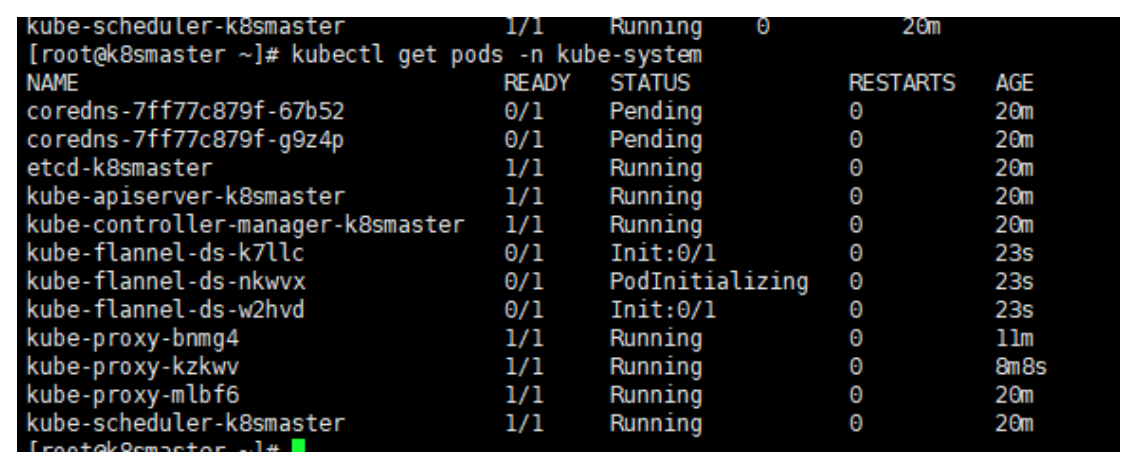 kube-scheduler-k8smaster 1/1 Running 0 20m
[root@k8smaster ~]# kubectl get pods -n kube-system
NAME READY STATUS RESTARTS AGE
coredns-7ff77c879f-67b52 0/1 Pending 0 20m
coredns-7ff77c879f-g9z4p 0/1 Pending 0 20m
etcd-k8smaster 1/1 Running 0 20m
kube-apiserver-k8smaster 1/1 Running 0 20m
kube-controller-manager-k8smaster 1/1 Running 0 20m
kube-flannel-ds-k7llc 0/1 Init:0/1 0 23s
kube-flannel-ds-nkwvx 0/1 PodInitializing 0 23s
kube-flannel-ds-w2hvd 0/1 Init:0/1 0 23s
kube-proxy-bnmg4 1/1 Running 0 11m
kube-proxy-kzkwv 1/1 Running 0 8m8s
kube-proxy-mlbf6 1/1 Running 0 20m
kube-scheduler-k8smaster 1/1 Running 0 20m
[root@k8smaster ~]#